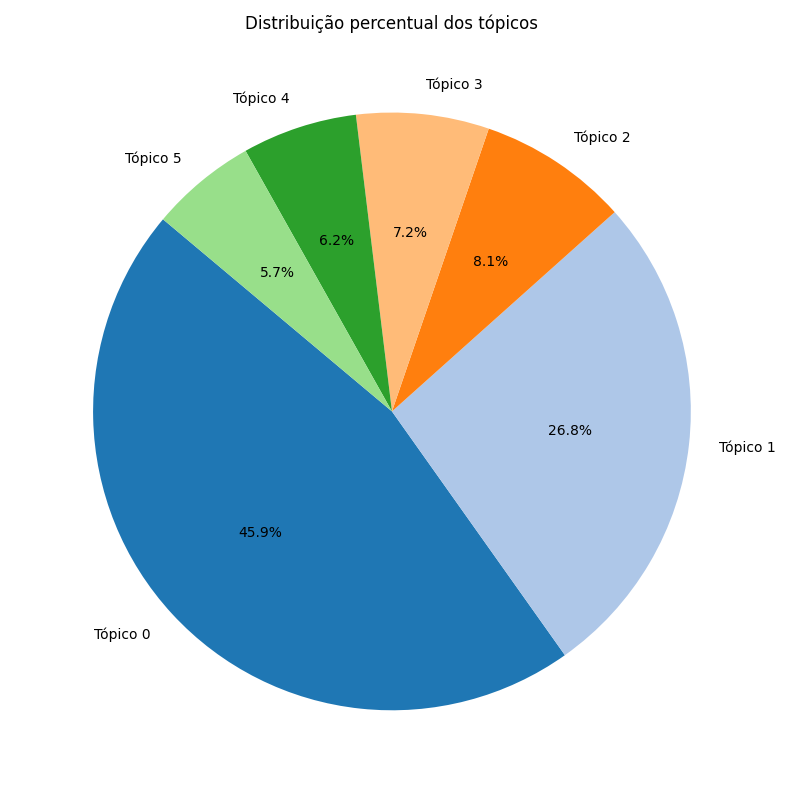 Distribuição percentual dos tópicos
Tópico 3
Tópico 4
Tópico 2
Tópico 5
7.2%
6.2%
8.1%
5.7%
26.8%
Tópico 1
45.9%
Tópico 0